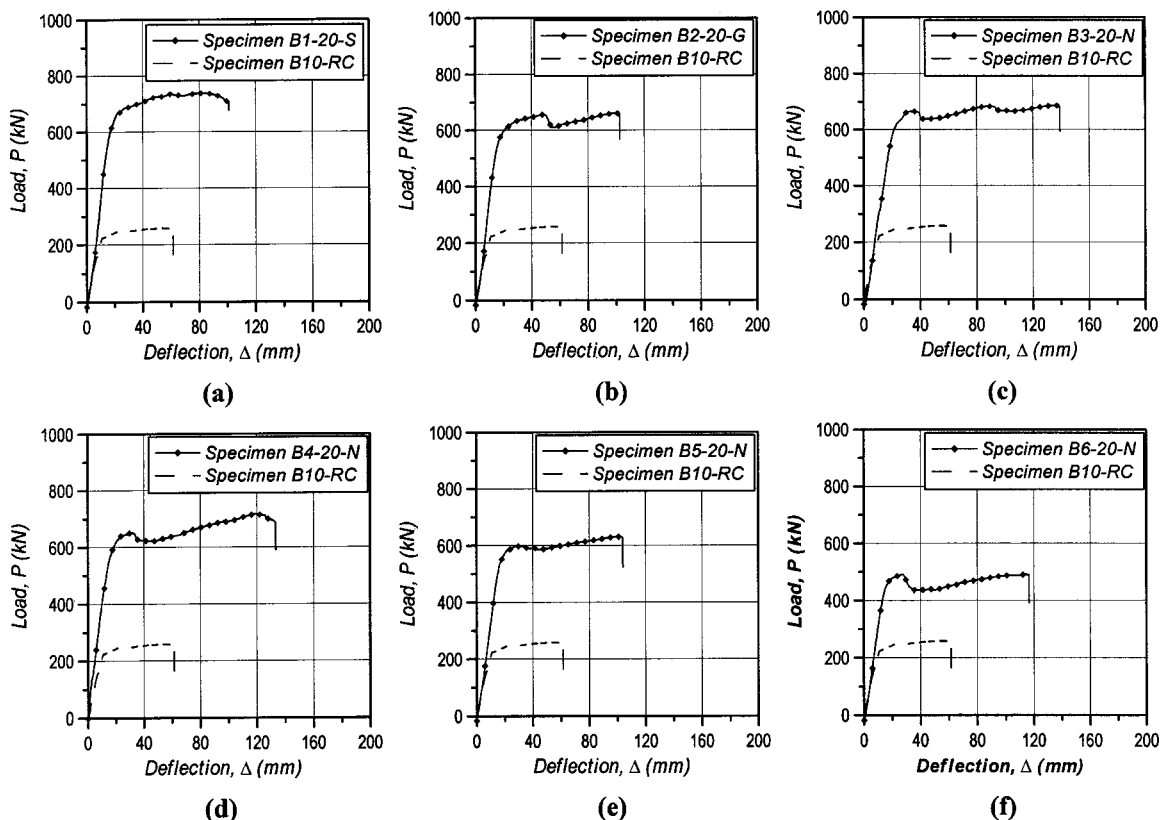 1000
800
600
400
200
0
Load, P (kN)
Specimen B1-20-S
Specimen B10-RC
0 40 80 120 160 200
Deflection, Δ (mm)
(a)
1000
800
600
400
200
0
Load, P (kN)
Specimen B2-20-G
Specimen B10-RC
0 40 80 120 160 200
Deflection, Δ (mm)
(b)
1000
800
600
400
200
0
Load, P (kN)
Specimen B3-20-N
Specimen B10-RC
0 40 80 120 160 200
Deflection, Δ (mm)
(c)
1000
800
600
400
200
0
Load, P (kN)
Specimen B4-20-N
Specimen B10-RC
0 40 80 120 160 200
Deflection, Δ (mm)
(d)
1000
800
600
400
200
0
Load, P (kN)
Specimen B5-20-N
Specimen B10-RC
0 40 80 120 160 200
Deflection, Δ (mm)
(e)
1000
800
600
400
200
0
Load, P (kN)
Specimen B6-20-N
Specimen B10-RC
0 40 80 120 160 200
Deflection, Δ (mm)
(f)